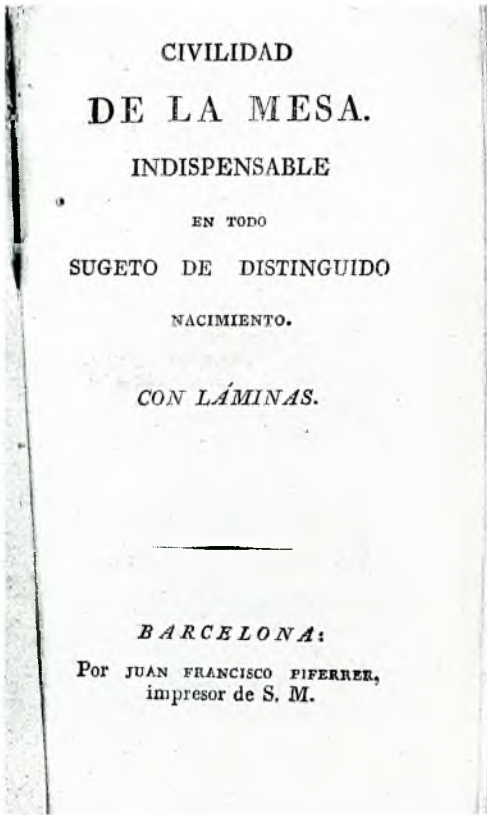 CIVILIDAD
DE LA MESA.
INDISPENSABLE
EN TODO
SUGETO DE DISTINGUIDO
NACIMIENTO.
CON LÁMINAS.
BARCELONA:
Por JUAN FRANCISCO PIFERRER,
impresor de S. M.